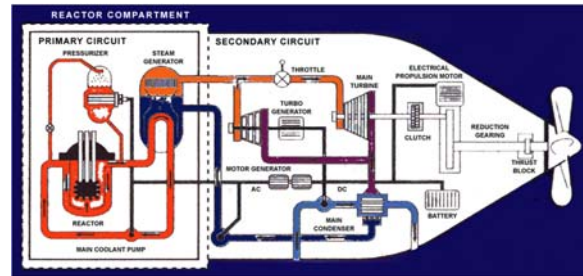 REACTOR COMPARTMENT
PRIMARY CIRCUIT
PRESSURIZER
STEAM
GENERATOR
REACTOR
MAIN COOLANT PUMP
SECONDARY CIRCUIT
THROTTLE
MAIN
TURBINE
ELECTRICAL
PROPULSION MOTOR
TURBO
GENERATOR
CLUTCH
REDUCTION
GEARING
THRUST
BLOCK
MOTOR GENERATOR
AC
DC
MAIN
CONDENSER
BATTERY